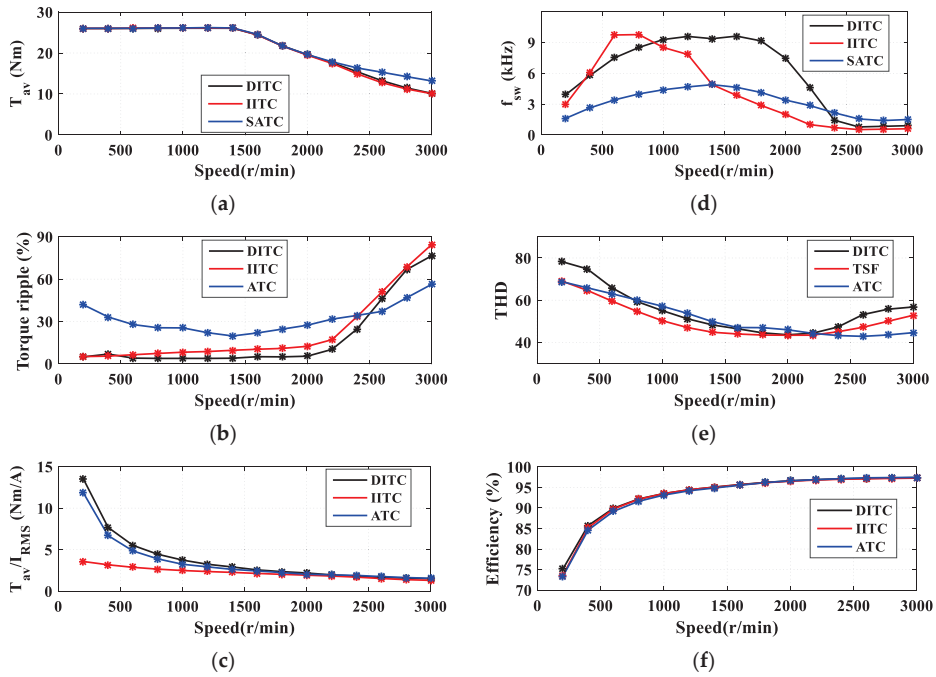 30
20
10
0
T_av (Nm)
DITC
IITC
SATC
0 500 1000 1500 2000 2500 3000
Speed(r/min)
(a)
9
6
3
0
f_sw (kHz)
DITC
IITC
SATC
0 500 1000 1500 2000 2500 3000
Speed(r/min)
(d)
90
60
30
0
Torque ripple (%)
DITC
IITC
ATC
0 500 1000 1500 2000 2500 3000
Speed(r/min)
(b)
80
60
40
THD
DITC
TSF
ATC
0 500 1000 1500 2000 2500 3000
Speed(r/min)
(e)
15
10
5
0
T_av/I_RMS (Nm/A)
DITC
IITC
ATC
0 500 1000 1500 2000 2500 3000
Speed(r/min)
(c)
100
95
90
85
80
75
70
Efficiency (%)
DITC
IITC
ATC
0 500 1000 1500 2000 2500 3000
Speed(r/min)
(f)